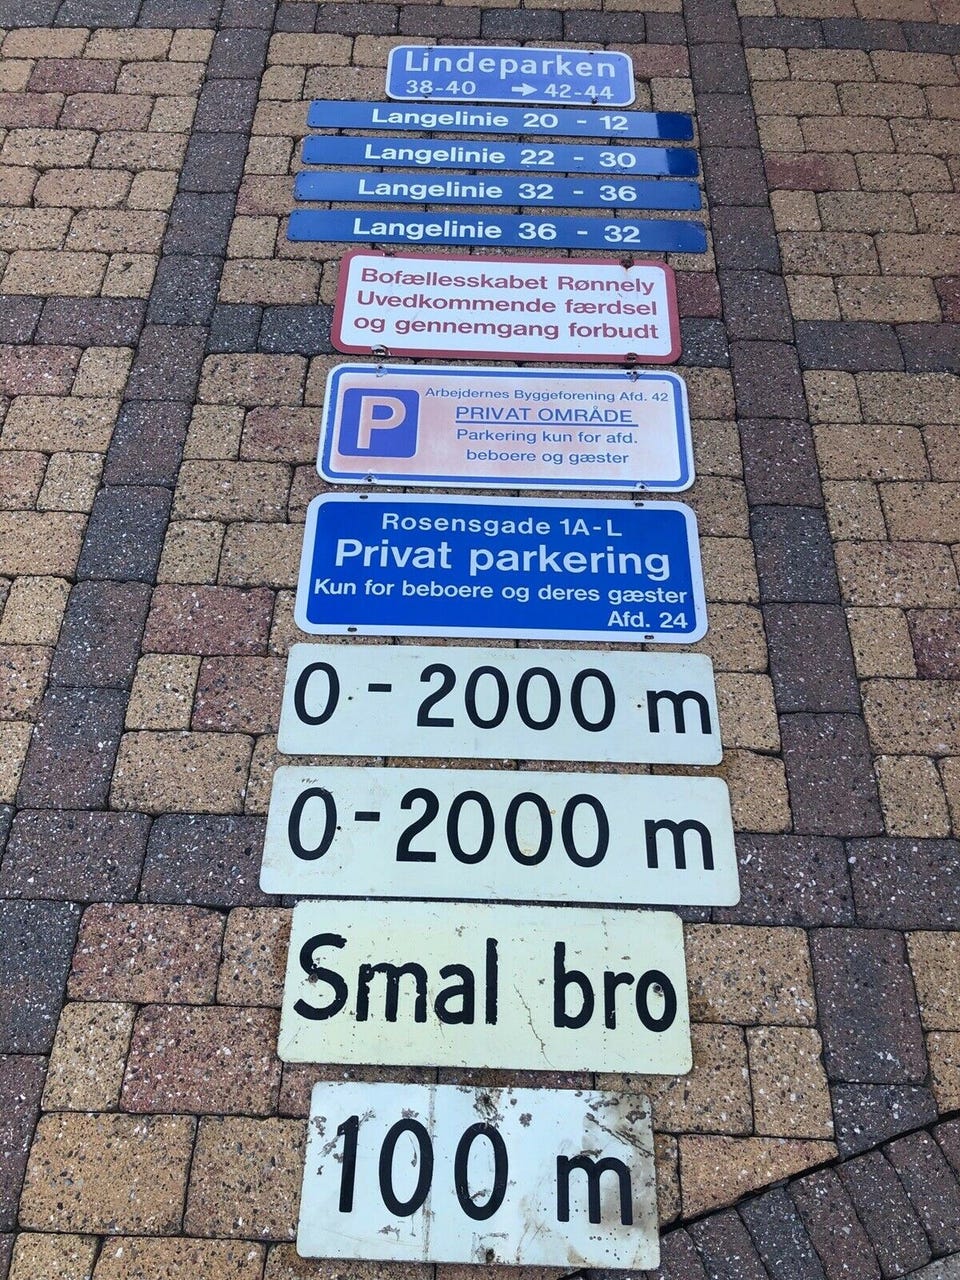 Lindeparken
38-40 → 42-44
Langelinie 20 - 12
Langelinie 22 - 30
Langelinie 32 - 36
Langelinie 36 - 32
Bofællesskabet Rønnely
Uvedkommende færdsel
og gennemgang forbudt
P
Arbejdernes Byggeforening Afd. 42
PRIVAT OMRÅDE
Parkering kun for afd.
beboere og gæster
Rosensgade 1A-L
Privat parkering
Kun for beboere og deres gæster
Afd. 24
0 - 2000 m
0-2000 m
Smal bro
100 m